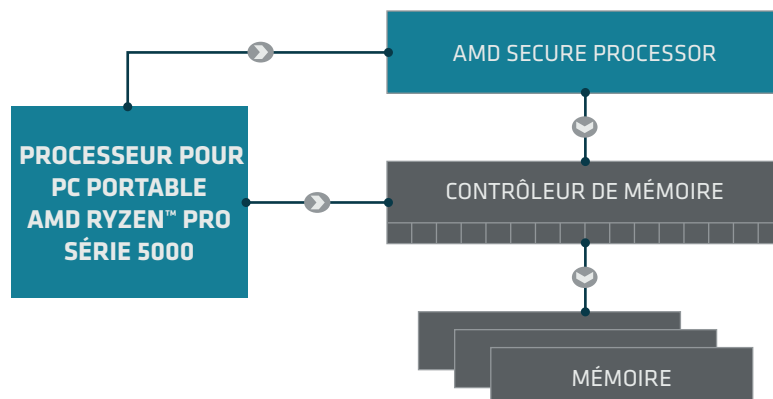 AMD SECURE PROCESSOR
PROCESSEUR POUR
PC PORTABLE
AMD RYZEN™ PRO
SÉRIE 5000
CONTRÔLEUR DE MÉMOIRE
MÉMOIRE